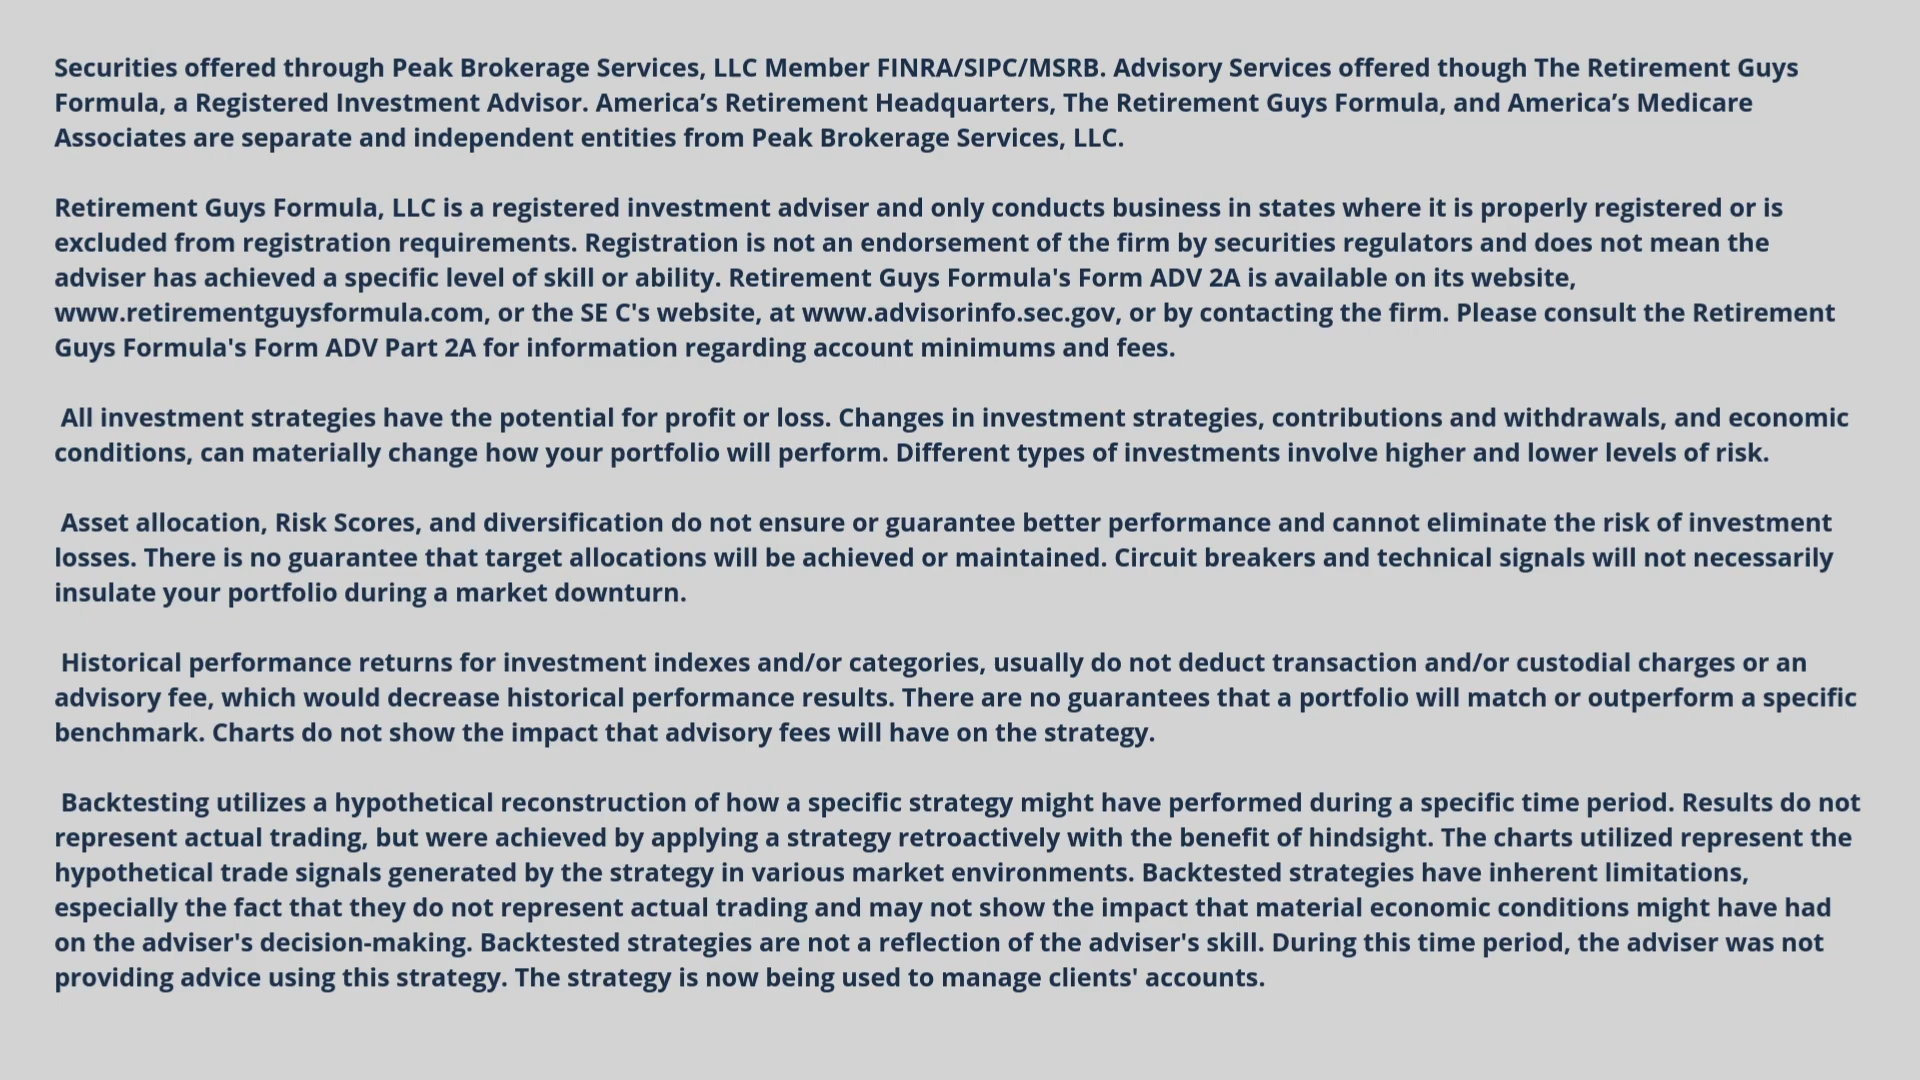 Securities offered through Peak Brokerage Services, LLC Member FINRA/SIPC/MSRB. Advisory Services offered though The Retirement Guys
Formula, a Registered Investment Advisor. America’s Retirement Headquarters, The Retirement Guys Formula, and America’s Medicare
Associates are separate and independent entities from Peak Brokerage Services, LLC.
Retirement Guys Formula, LLC is a registered investment adviser and only conducts business in states where it is properly registered or is
excluded from registration requirements. Registration is not an endorsement of the firm by securities regulators and does not mean the
adviser has achieved a specific level of skill or ability. Retirement Guys Formula's Form ADV 2A is available on its website,
www.retirementguysformula.com, or the SE C's website, at www.advisorinfo.sec.gov, or by contacting the firm. Please consult the Retirement
Guys Formula's Form ADV Part 2A for information regarding account minimums and fees.
All investment strategies have the potential for profit or loss. Changes in investment strategies, contributions and withdrawals, and economic
conditions, can materially change how your portfolio will perform. Different types of investments involve higher and lower levels of risk.
Asset allocation, Risk Scores, and diversification do not ensure or guarantee better performance and cannot eliminate the risk of investment
losses. There is no guarantee that target allocations will be achieved or maintained. Circuit breakers and technical signals will not necessarily
insulate your portfolio during a market downturn.
Historical performance returns for investment indexes and/or categories, usually do not deduct transaction and/or custodial charges or an
advisory fee, which would decrease historical performance results. There are no guarantees that a portfolio will match or outperform a specific
benchmark. Charts do not show the impact that advisory fees will have on the strategy.
Backtesting utilizes a hypothetical reconstruction of how a specific strategy might have performed during a specific time period. Results do not
represent actual trading, but were achieved by applying a strategy retroactively with the benefit of hindsight. The charts utilized represent the
hypothetical trade signals generated by the strategy in various market environments. Backtested strategies have inherent limitations,
especially the fact that they do not represent actual trading and may not show the impact that material economic conditions might have had
on the adviser's decision-making. Backtested strategies are not a reflection of the adviser's skill. During this time period, the adviser was not
providing advice using this strategy. The strategy is now being used to manage clients' accounts.